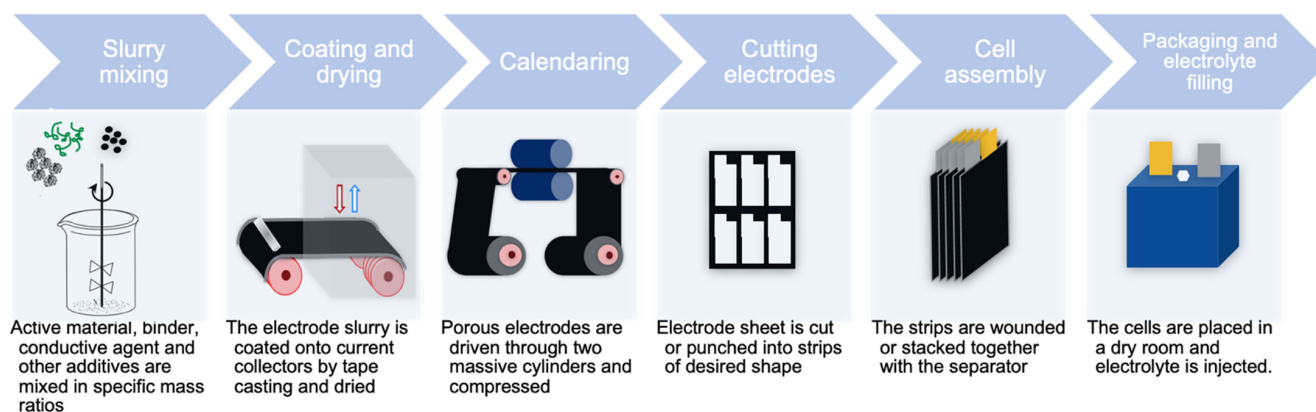 Slurry
mixing
Coating and
drying
Calendaring
Cutting
electrodes
Cell
assembly
Packaging and
electrolyte
filling
Active material, binder,
conductive agent and
other additives are
mixed in specific mass
ratios
The electrode slurry is
coated onto current
collectors by tape
casting and dried
Porous electrodes are
driven through two
massive cylinders and
compressed
Electrode sheet is cut
or punched into strips
of desired shape
The strips are wounded
or stacked together
with the separator
The cells are placed in
a dry room and
electrolyte is injected.